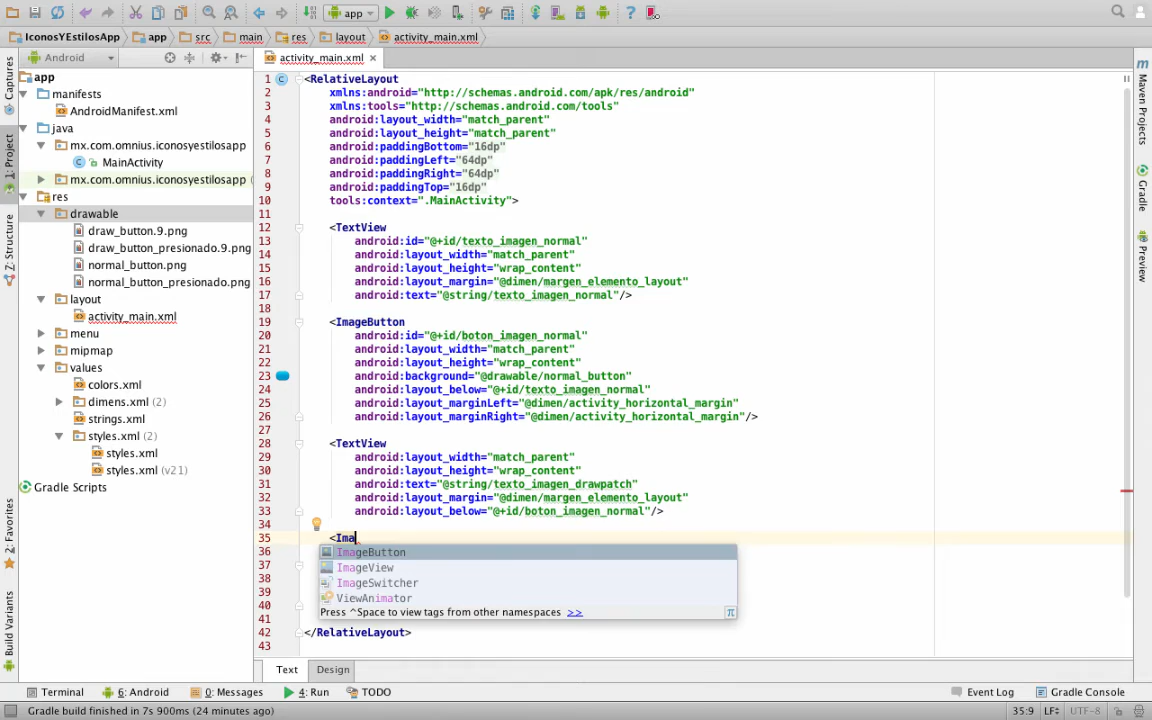 app
IconosYEstilosApp app src main res layout activity_main.xml
Android
activity_main.xml
Captures
1: Project
Z: Structure
2: Favorites
Build Variants
app
manifests
AndroidManifest.xml
java
mx.com.omnius.iconosyestilosapp
MainActivity
mx.com.omnius.iconosyestilosapp
res
drawable
draw_button.9.png
draw_button_presionado.9.png
normal_button.png
normal_button_presionado.png
layout
activity_main.xml
menu
mipmap
values
colors.xml
dimens.xml (2)
strings.xml
styles.xml (2)
styles.xml
styles.xml (v21)
Gradle Scripts
1 <RelativeLayout
2 xmlns:android="http://schemas.android.com/apk/res/android"
3 xmlns:tools="http://schemas.android.com/tools"
4 android:layout_width="match_parent"
5 android:layout_height="match_parent"
6 android:paddingBottom="16dp"
7 android:paddingLeft="64dp"
8 android:paddingRight="64dp"
9 android:paddingTop="16dp"
10 tools:context=".MainActivity">
11
12 <TextView
13 android:id="@+id/texto_imagen_normal"
14 android:layout_width="match_parent"
15 android:layout_height="wrap_content"
16 android:layout_margin="@dimen/margen_elemento_layout"
17 android:text="@string/texto_imagen_normal"/>
18
19 <ImageButton
20 android:id="@+id/boton_imagen_normal"
21 android:layout_width="match_parent"
22 android:layout_height="wrap_content"
23 android:background="@drawable/normal_button"
24 android:layout_below="@+id/texto_imagen_normal"
25 android:layout_marginLeft="@dimen/activity_horizontal_margin"
26 android:layout_marginRight="@dimen/activity_horizontal_margin"/>
27
28 <TextView
29 android:layout_width="match_parent"
30 android:layout_height="wrap_content"
31 android:text="@string/texto_imagen_drawpatch"
32 android:layout_margin="@dimen/margen_elemento_layout"
33 android:layout_below="@+id/boton_imagen_normal"/>
34
35 <Ima
36 ImageButton
37 ImageView
38 ImageSwitcher
39 ViewAnimator
40 Press ^Space to view tags from other namespaces >> π
41
42 </RelativeLayout>
43
Maven Projects
Gradle
Preview
Text Design
Terminal 6: Android 0: Messages 4: Run TODO Event Log Gradle Console
Gradle build finished in 7s 900ms (24 minutes ago) 35:9 LF÷ UTF-8÷